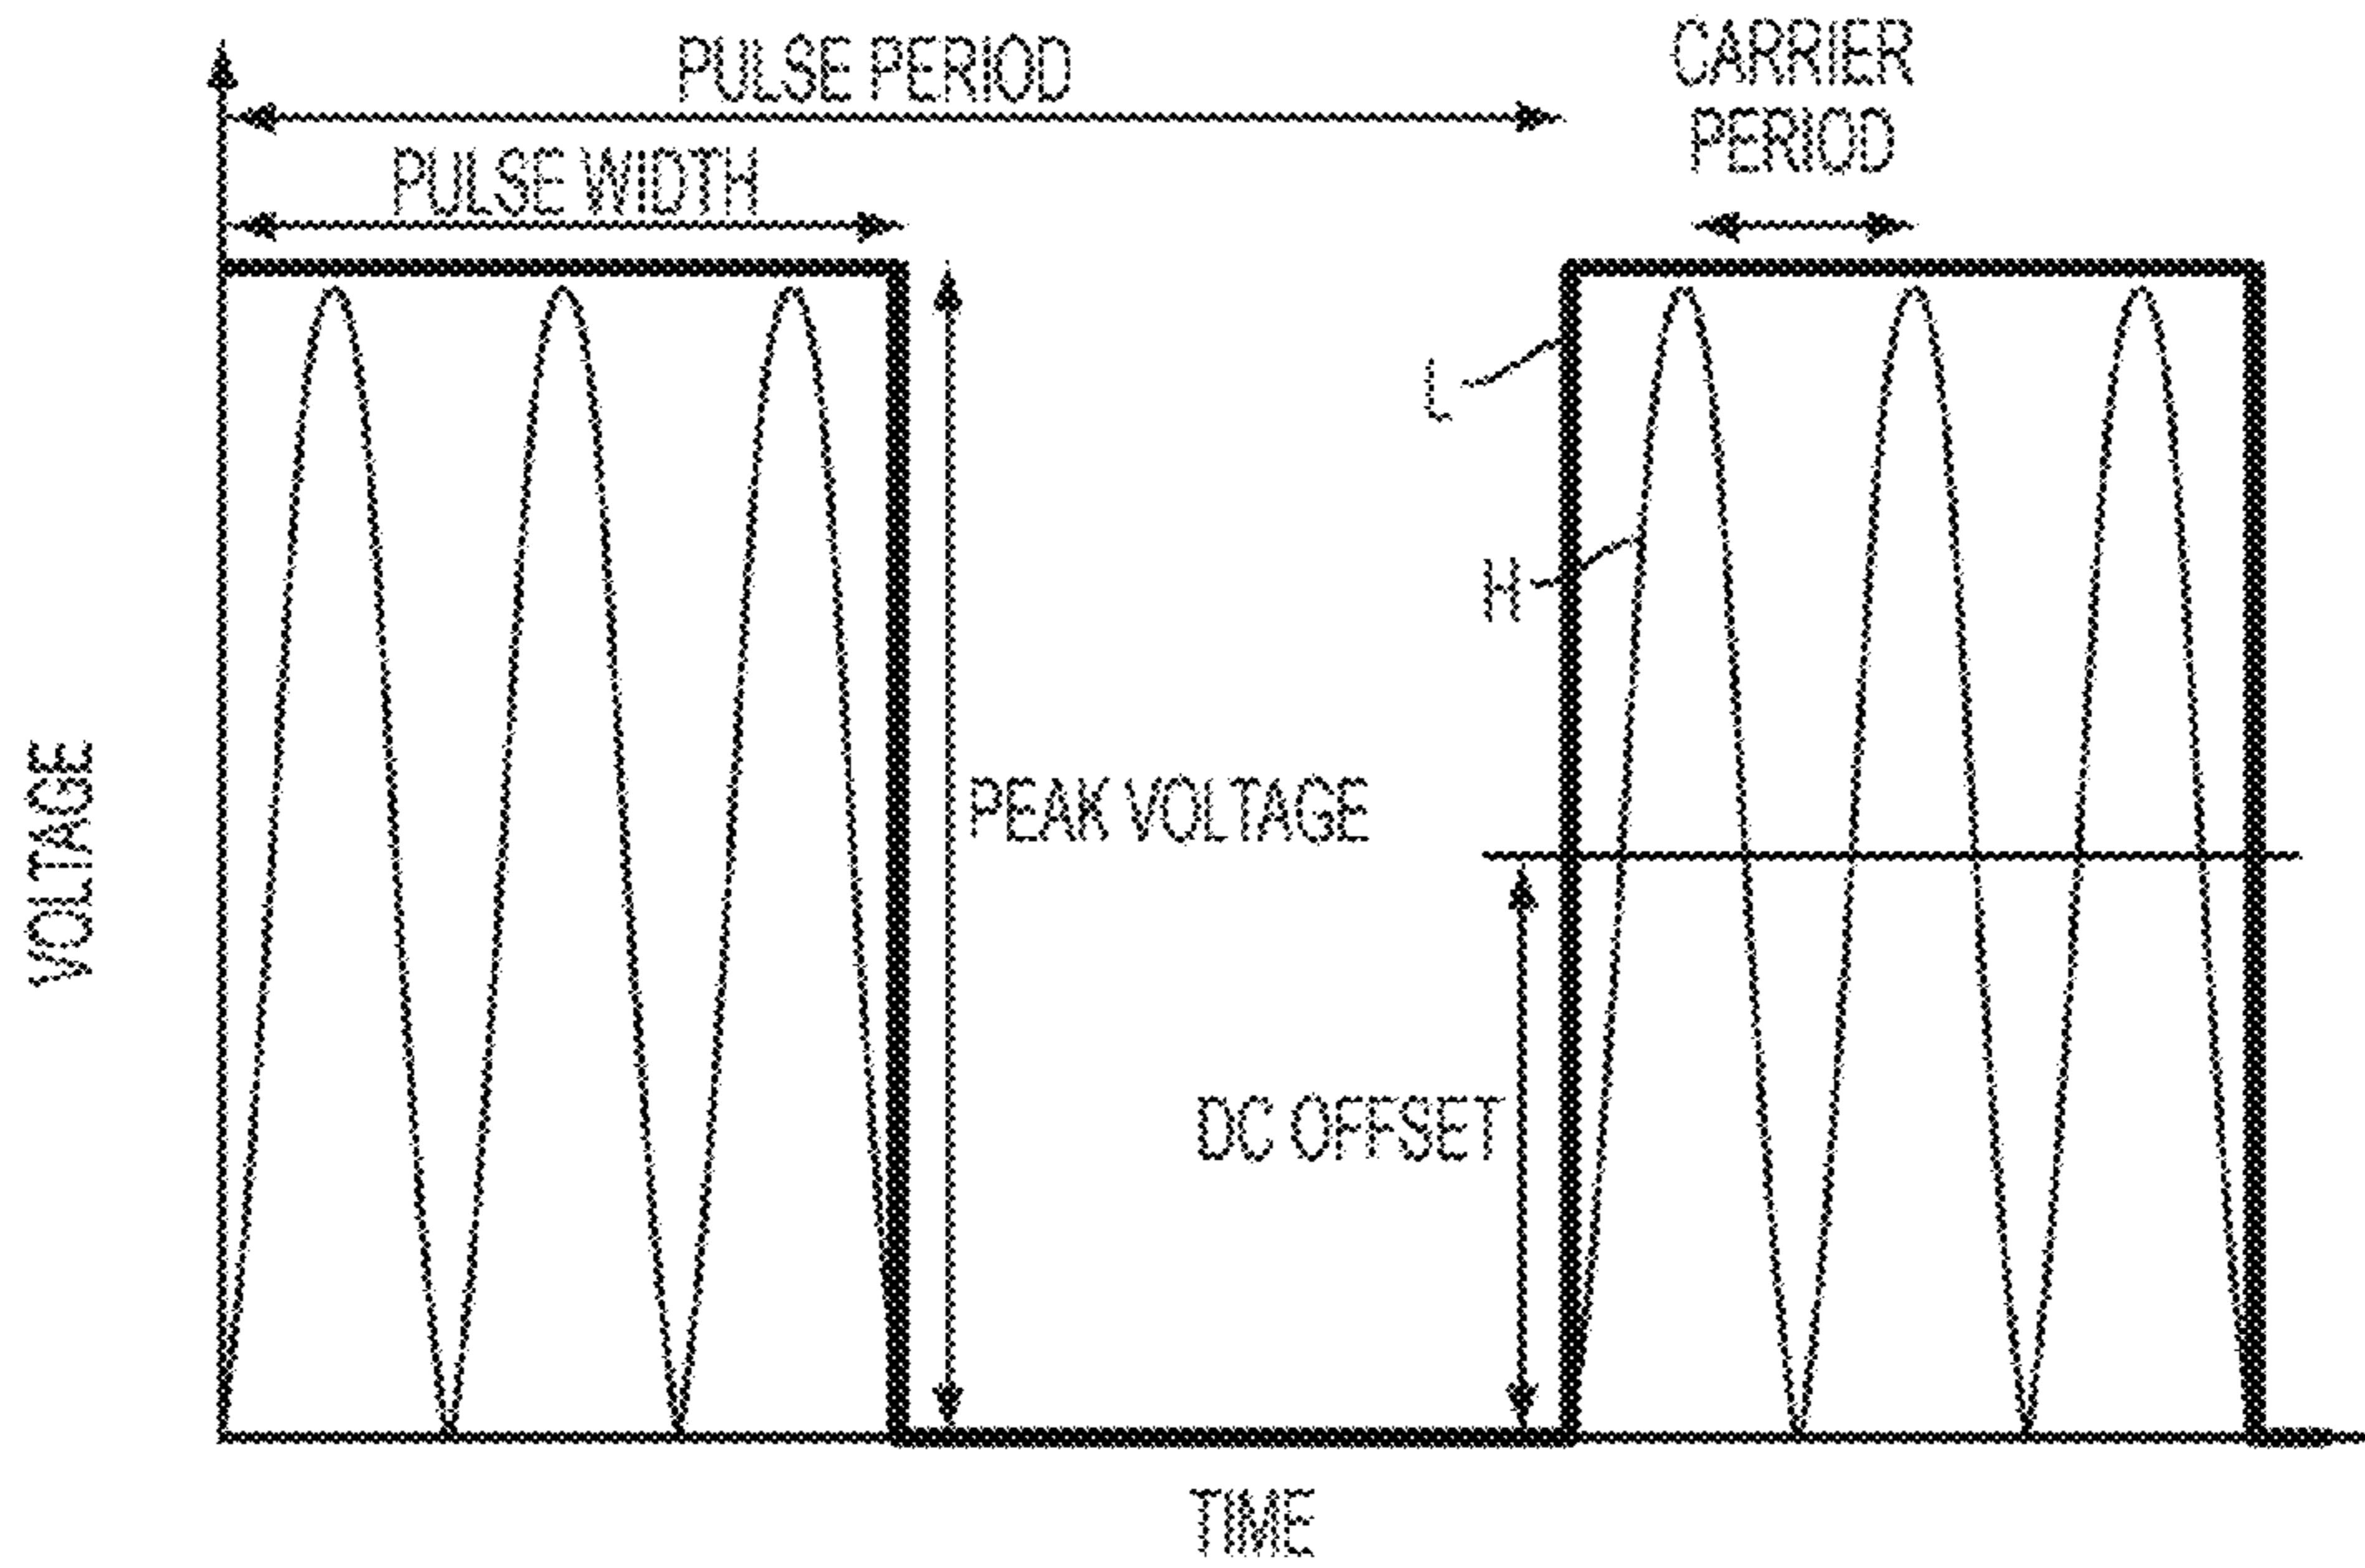 PULSE PERIOD
CARRIER
PERIOD
PULSE WIDTH
L
H
VOLTAGE
PEAK VOLTAGE
DC OFFSET
TIME